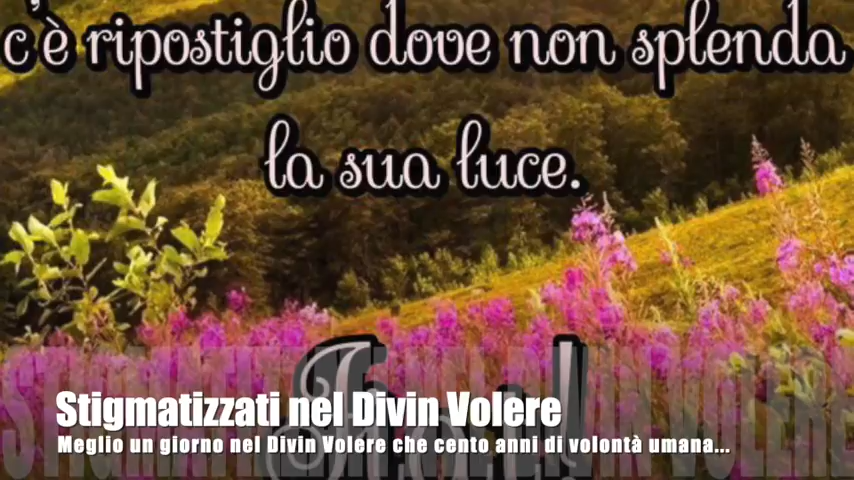 c'è ripostiglio dove non splenda
la sua luce.
Stigmatizzati nel Divin Volere
Meglio un giorno nel Divin Volere che cento anni di volontà umana...